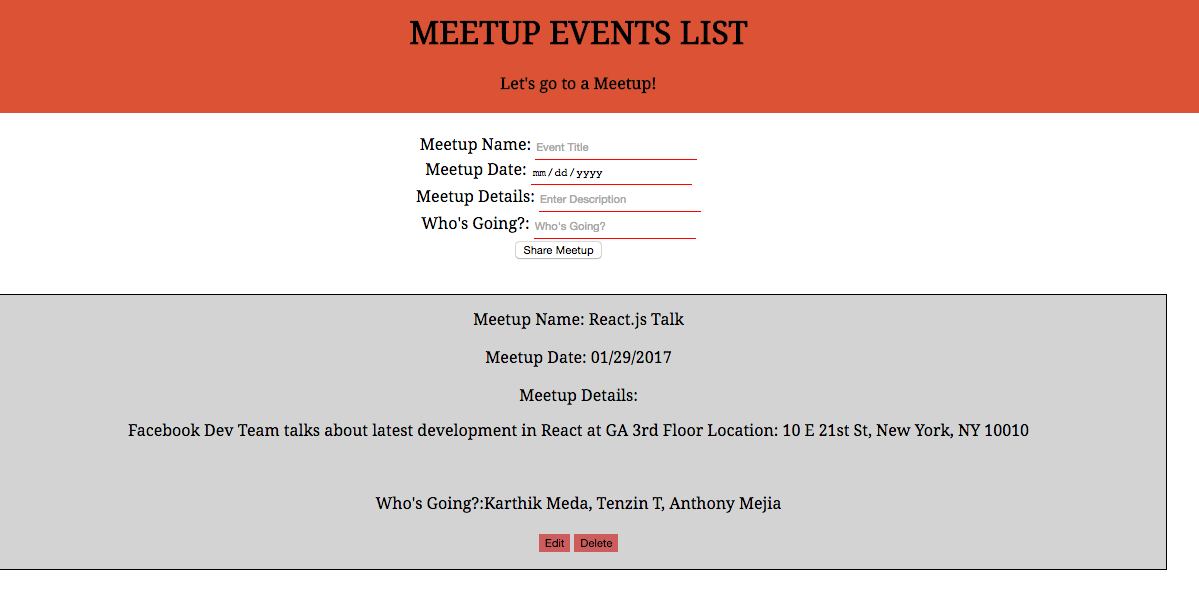 MEETUP EVENTS LIST
Let's go to a Meetup!
Meetup Name: Event Title
Meetup Date: mm/dd/yyyy
Meetup Details: Enter Description
Who's Going?: Who's Going?
Share Meetup
Meetup Name: React.js Talk
Meetup Date: 01/29/2017
Meetup Details:
Facebook Dev Team talks about latest development in React at GA 3rd Floor Location: 10 E 21st St, New York, NY 10010
Who's Going?:Karthik Meda, Tenzin T, Anthony Mejia
Edit Delete